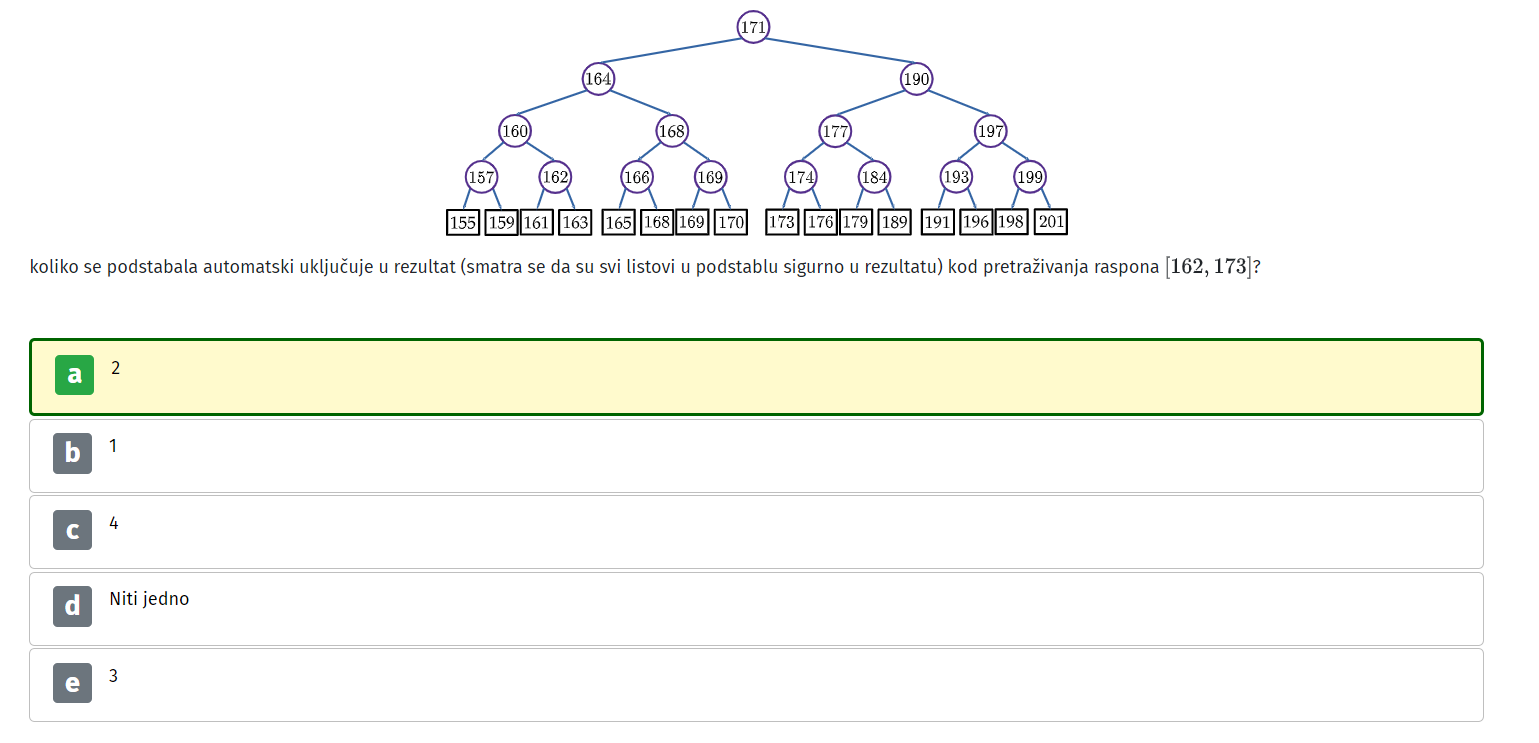 171
164 190
160 168 177 197
157 162 166 169 174 184 193 199
155 159 161 163 165 168 169 170 173 176 179 189 191 196 198 201
koliko se podstabala automatski uključuje u rezultat (smatra se da su svi listovi u podstablu sigurno u rezultatu) kod pretraživanja raspona [162, 173]?
a 2
b 1
c 4
d Niti jedno
e 3